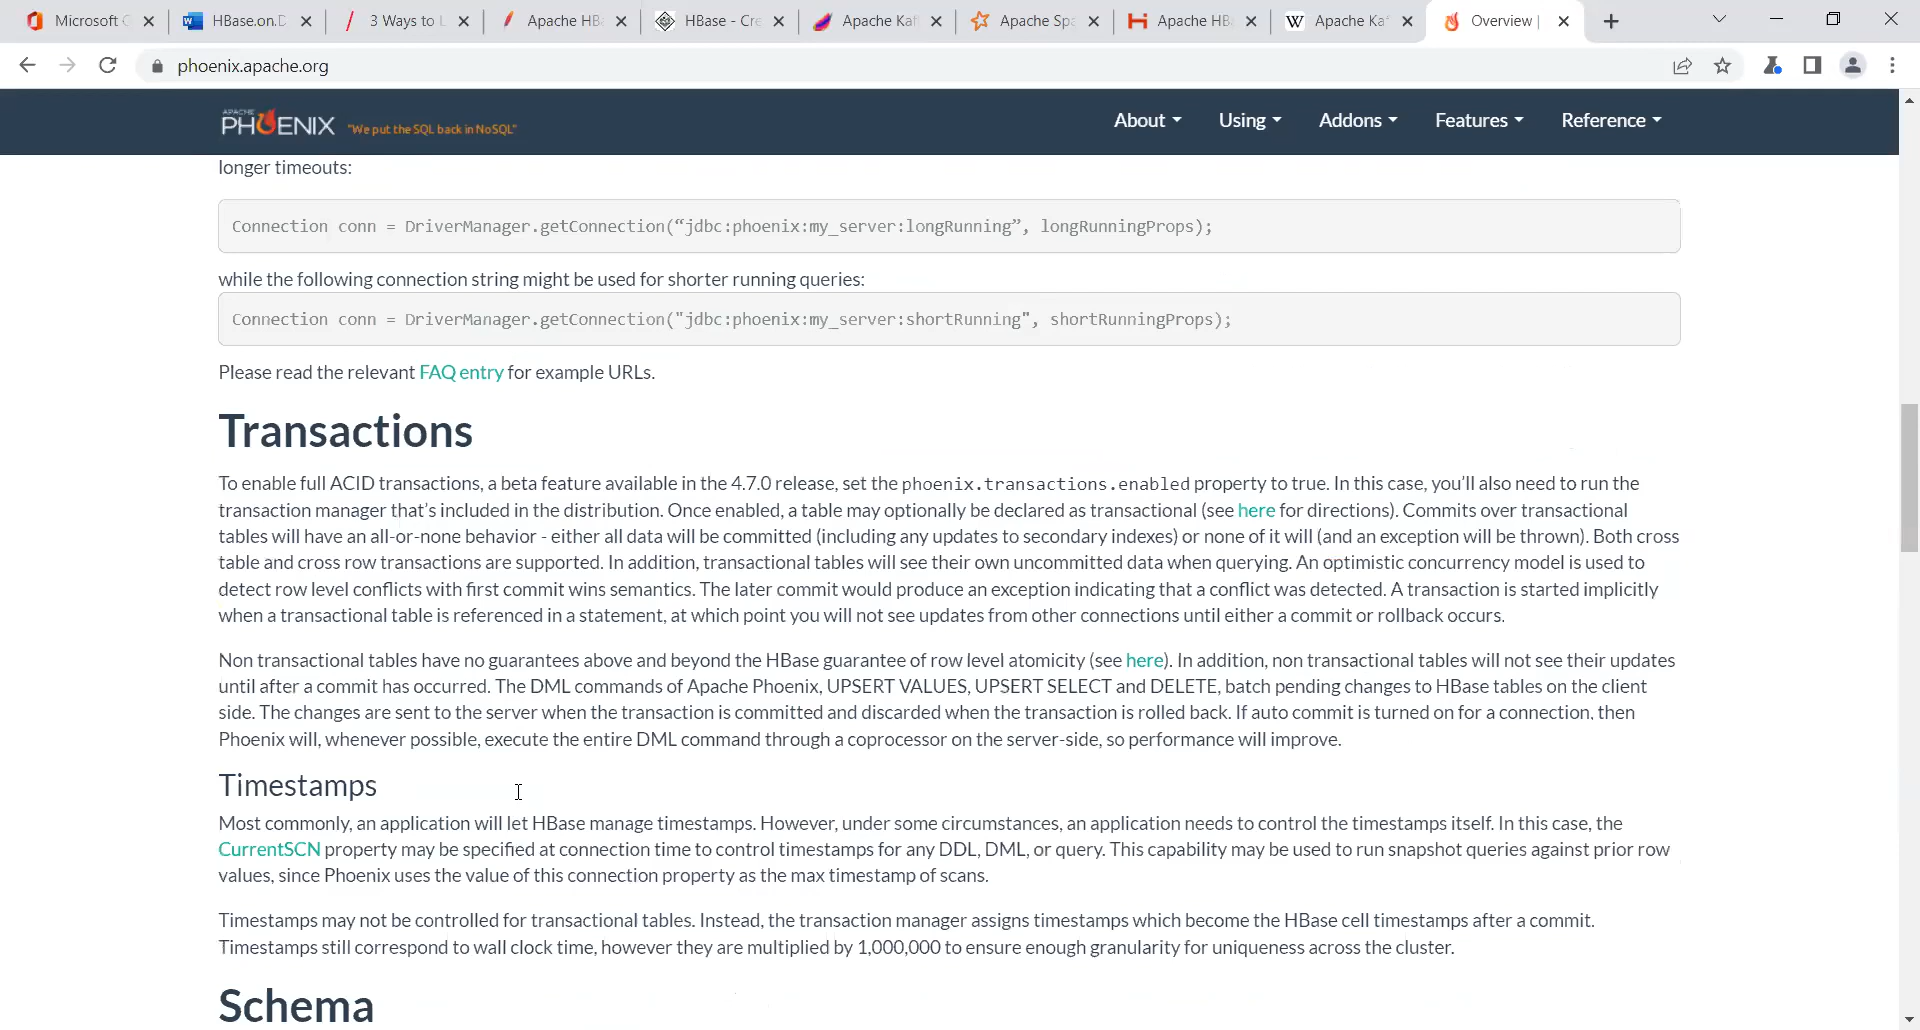 Microsoft O
HBase.on.D
3 Ways to L
Apache HB
HBase - Cre
Apache Kaf
Apache Spa
Apache HB
Apache Kaf
Overview |
phoenix.apache.org
APACHE PHOENIX "We put the SQL back in NoSQL"
About Using Addons Features Reference
longer timeouts:
Connection conn = DriverManager.getConnection(“jdbc:phoenix:my_server:longRunning”, longRunningProps);
while the following connection string might be used for shorter running queries:
Connection conn = DriverManager.getConnection("jdbc:phoenix:my_server:shortRunning", shortRunningProps);
Please read the relevant FAQ entry for example URLs.
Transactions
To enable full ACID transactions, a beta feature available in the 4.7.0 release, set the phoenix.transactions.enabled property to true. In this case, you’ll also need to run the
transaction manager that’s included in the distribution. Once enabled, a table may optionally be declared as transactional (see here for directions). Commits over transactional
tables will have an all-or-none behavior - either all data will be committed (including any updates to secondary indexes) or none of it will (and an exception will be thrown). Both cross
table and cross row transactions are supported. In addition, transactional tables will see their own uncommitted data when querying. An optimistic concurrency model is used to
detect row level conflicts with first commit wins semantics. The later commit would produce an exception indicating that a conflict was detected. A transaction is started implicitly
when a transactional table is referenced in a statement, at which point you will not see updates from other connections until either a commit or rollback occurs.
Non transactional tables have no guarantees above and beyond the HBase guarantee of row level atomicity (see here). In addition, non transactional tables will not see their updates
until after a commit has occurred. The DML commands of Apache Phoenix, UPSERT VALUES, UPSERT SELECT and DELETE, batch pending changes to HBase tables on the client
side. The changes are sent to the server when the transaction is committed and discarded when the transaction is rolled back. If auto commit is turned on for a connection, then
Phoenix will, whenever possible, execute the entire DML command through a coprocessor on the server-side, so performance will improve.
Timestamps
Most commonly, an application will let HBase manage timestamps. However, under some circumstances, an application needs to control the timestamps itself. In this case, the
CurrentSCN property may be specified at connection time to control timestamps for any DDL, DML, or query. This capability may be used to run snapshot queries against prior row
values, since Phoenix uses the value of this connection property as the max timestamp of scans.
Timestamps may not be controlled for transactional tables. Instead, the transaction manager assigns timestamps which become the HBase cell timestamps after a commit.
Timestamps still correspond to wall clock time, however they are multiplied by 1,000,000 to ensure enough granularity for uniqueness across the cluster.
Schema